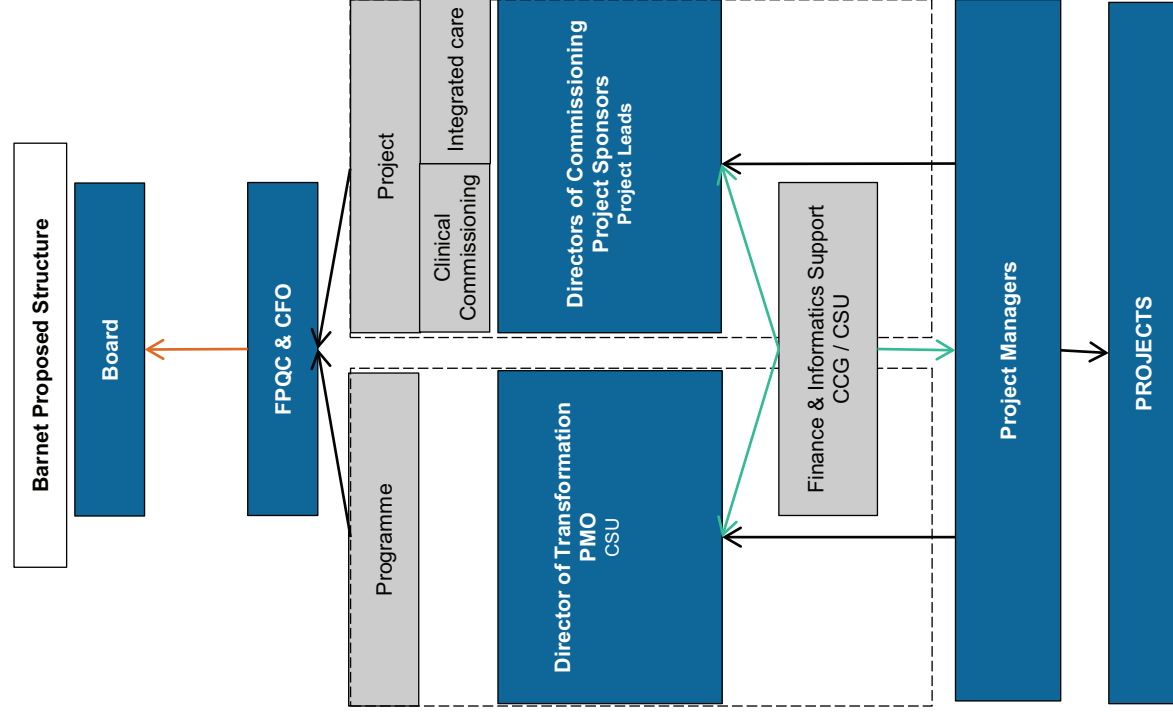 Barnet Proposed Structure
Board
FPQC & CFO
Programme
Project
Clinical
Commissioning
Integrated care
Director of Transformation
PMO
CSU
Directors of Commissioning
Project Sponsors
Project Leads
Finance & Informatics Support
CCG / CSU
Project Managers
PROJECTS